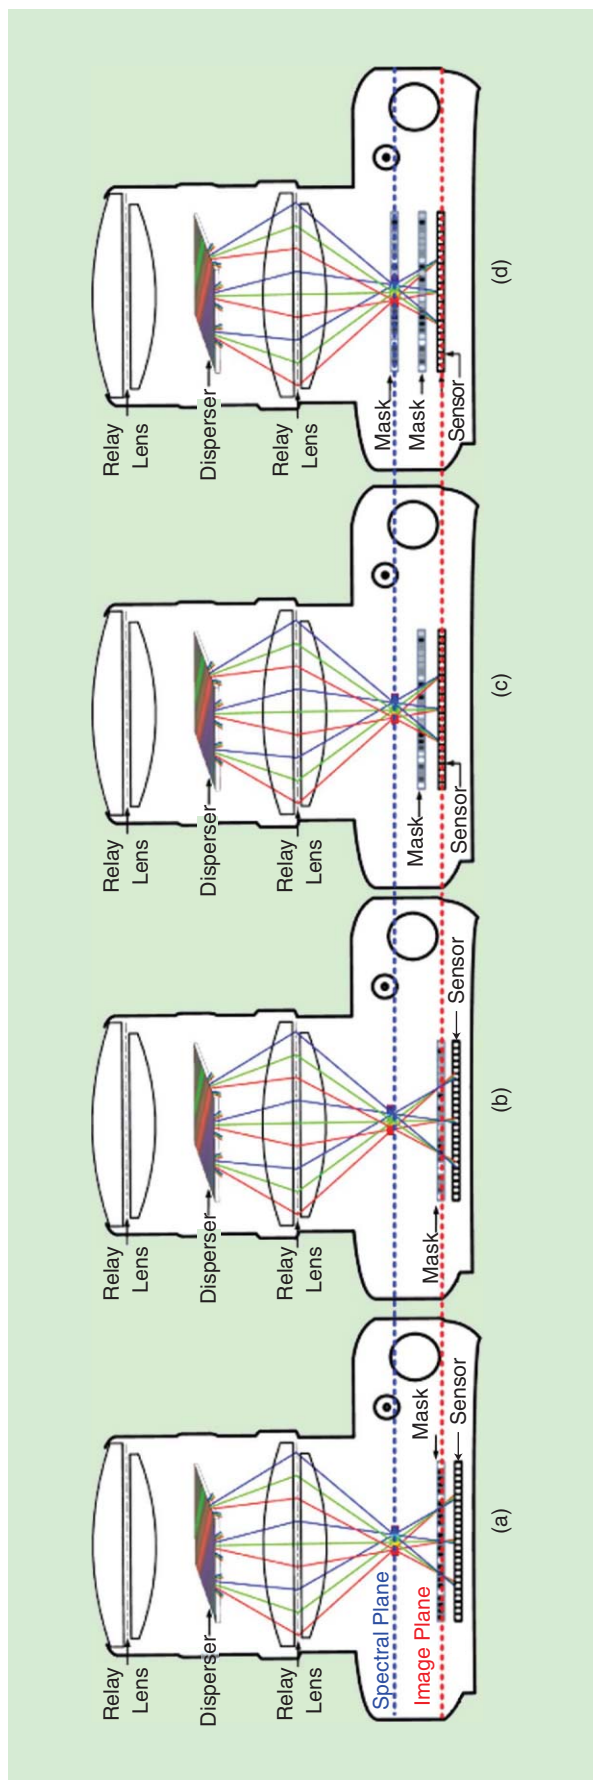 Relay
Lens
Disperser
Relay
Lens
Spectral Plane
Image Plane
Mask
Sensor
(a)
Relay
Lens
Disperser
Relay
Lens
Mask
Sensor
(b)
Relay
Lens
Disperser
Relay
Lens
Mask
Sensor
(c)
Relay
Lens
Disperser
Relay
Lens
Mask
Mask
Sensor
(d)